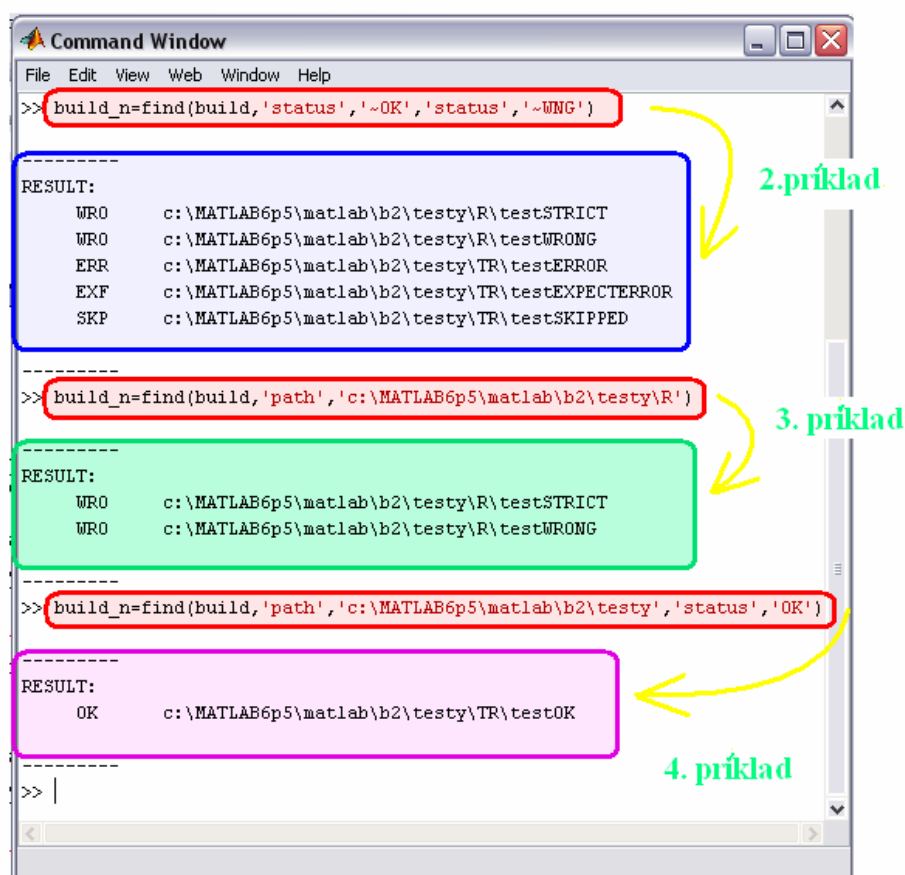 Command Window
File Edit View Web Window Help
>> build_n=find(build,'status','~OK','status','~WNG')
2.príklad
---------
RESULT:
WRO c:\MATLAB6p5\matlab\b2\testy\R\testSTRICT
WRO c:\MATLAB6p5\matlab\b2\testy\R\testWRONG
ERR c:\MATLAB6p5\matlab\b2\testy\TR\testERROR
EXF c:\MATLAB6p5\matlab\b2\testy\TR\testEXPECTERROR
SKP c:\MATLAB6p5\matlab\b2\testy\TR\testSKIPPED
---------
>> build_n=find(build,'path','c:\MATLAB6p5\matlab\b2\testy\R')
3. príklad
---------
RESULT:
WRO c:\MATLAB6p5\matlab\b2\testy\R\testSTRICT
WRO c:\MATLAB6p5\matlab\b2\testy\R\testWRONG
---------
>> build_n=find(build,'path','c:\MATLAB6p5\matlab\b2\testy','status','OK')
---------
RESULT:
OK c:\MATLAB6p5\matlab\b2\testy\TR\testOK
---------
4. príklad
>>